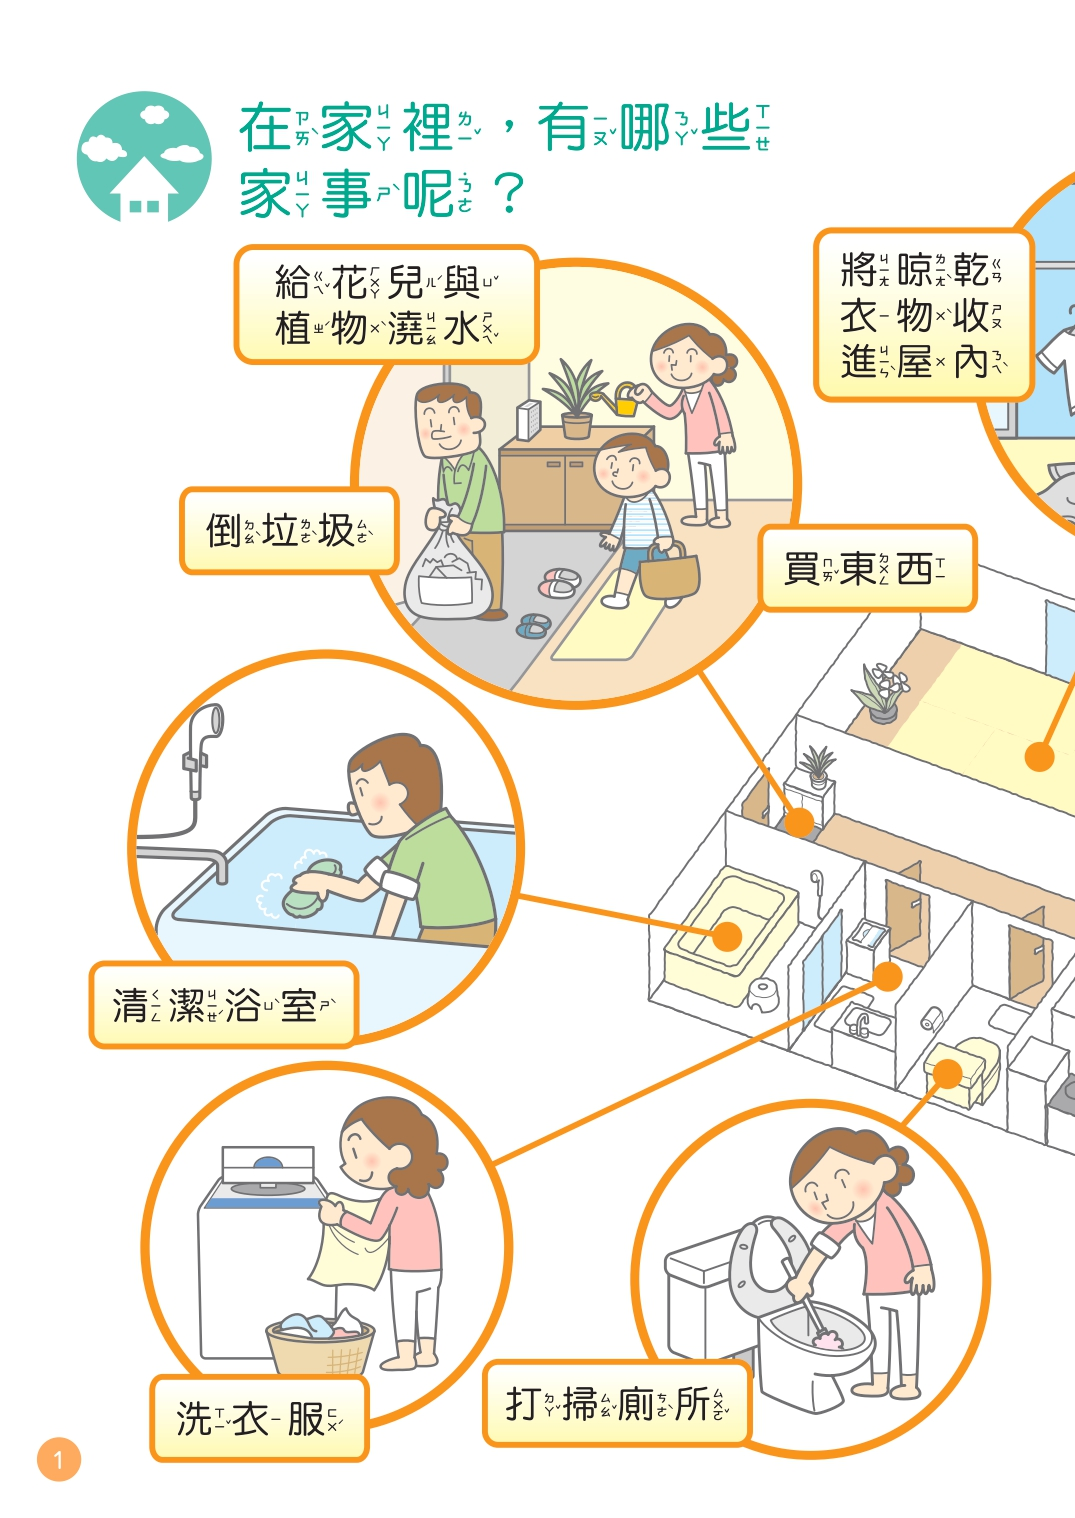 在家裡，有哪些
家事呢？
給花兒與
植物澆水
將晾乾
衣物收
進屋內
倒垃圾
買東西
清潔浴室
洗衣服
打掃廁所
1